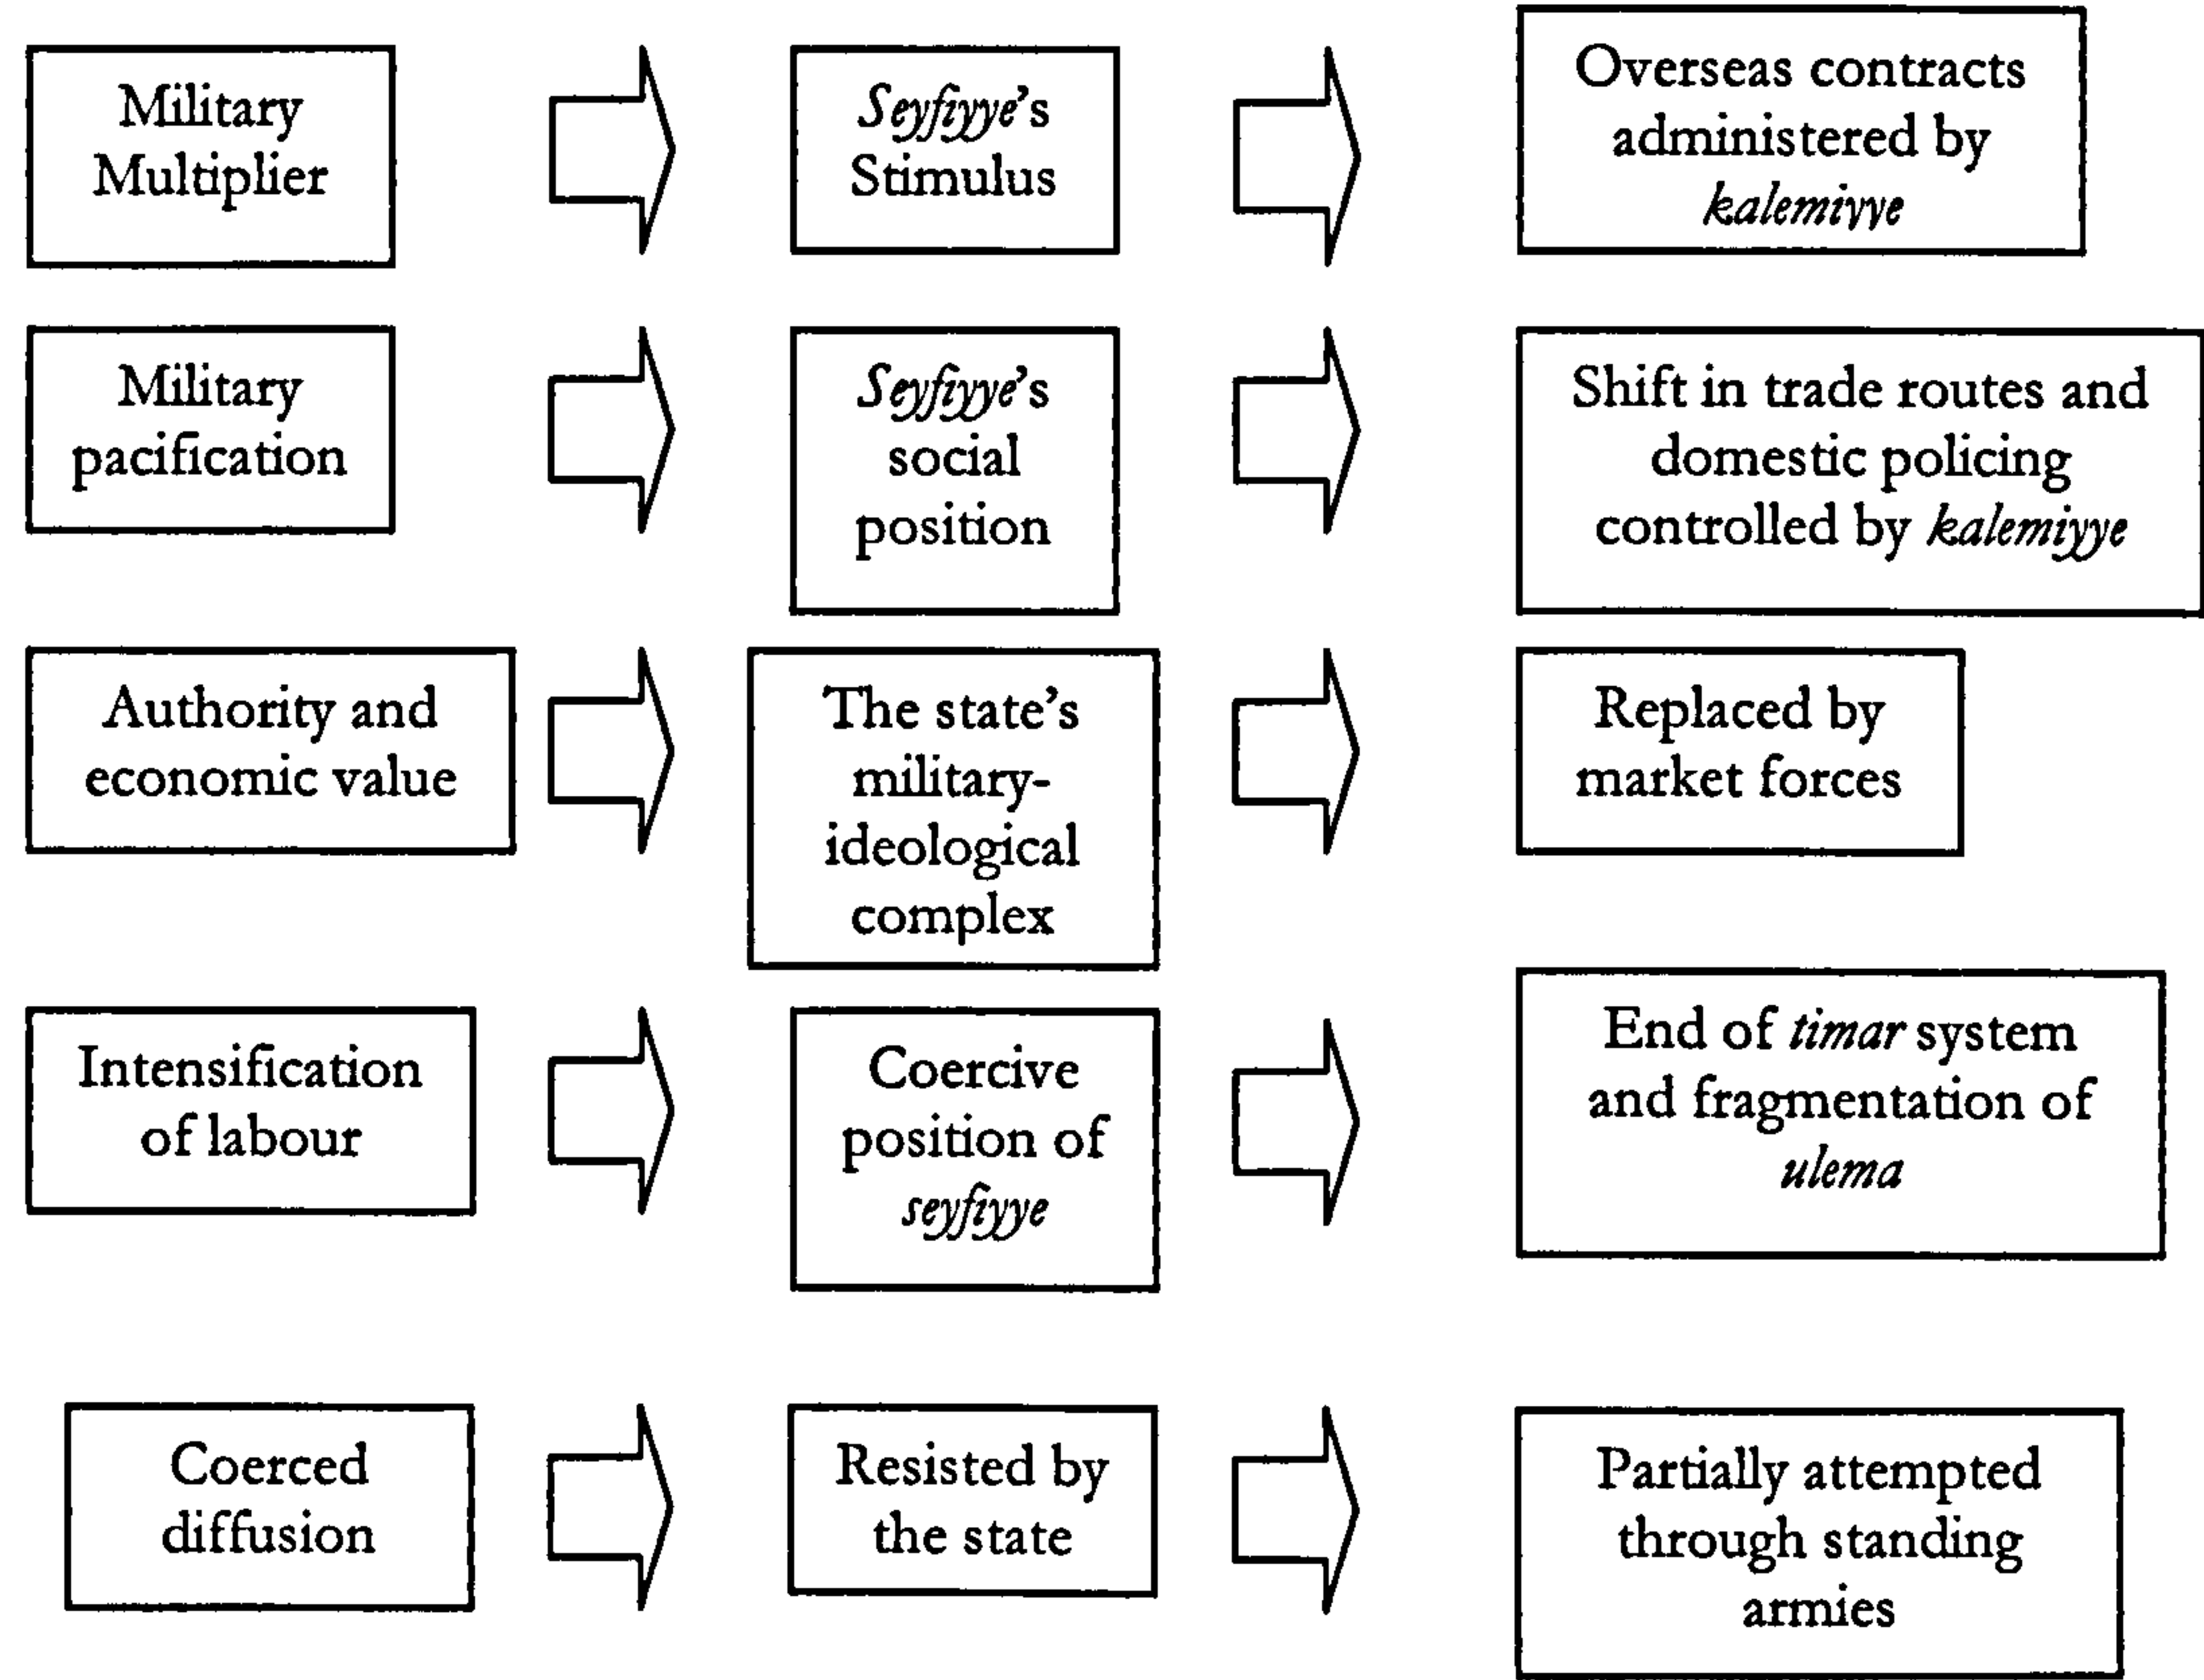 Military
Multiplier
Seyfiyye's
Stimulus
Overseas contracts
administered by
kalemiyye
Military
pacification
Seyfiyye's
social
position
Shift in trade routes and
domestic policing
controlled by kalemiyye
Authority and
economic value
The state's
military-
ideological
complex
Replaced by
market forces
Intensification
of labour
Coercive
position of
seyfiyye
End of timar system
and fragmentation of
ulema
Coerced
diffusion
Resisted by
the state
Partially attempted
through standing
armies